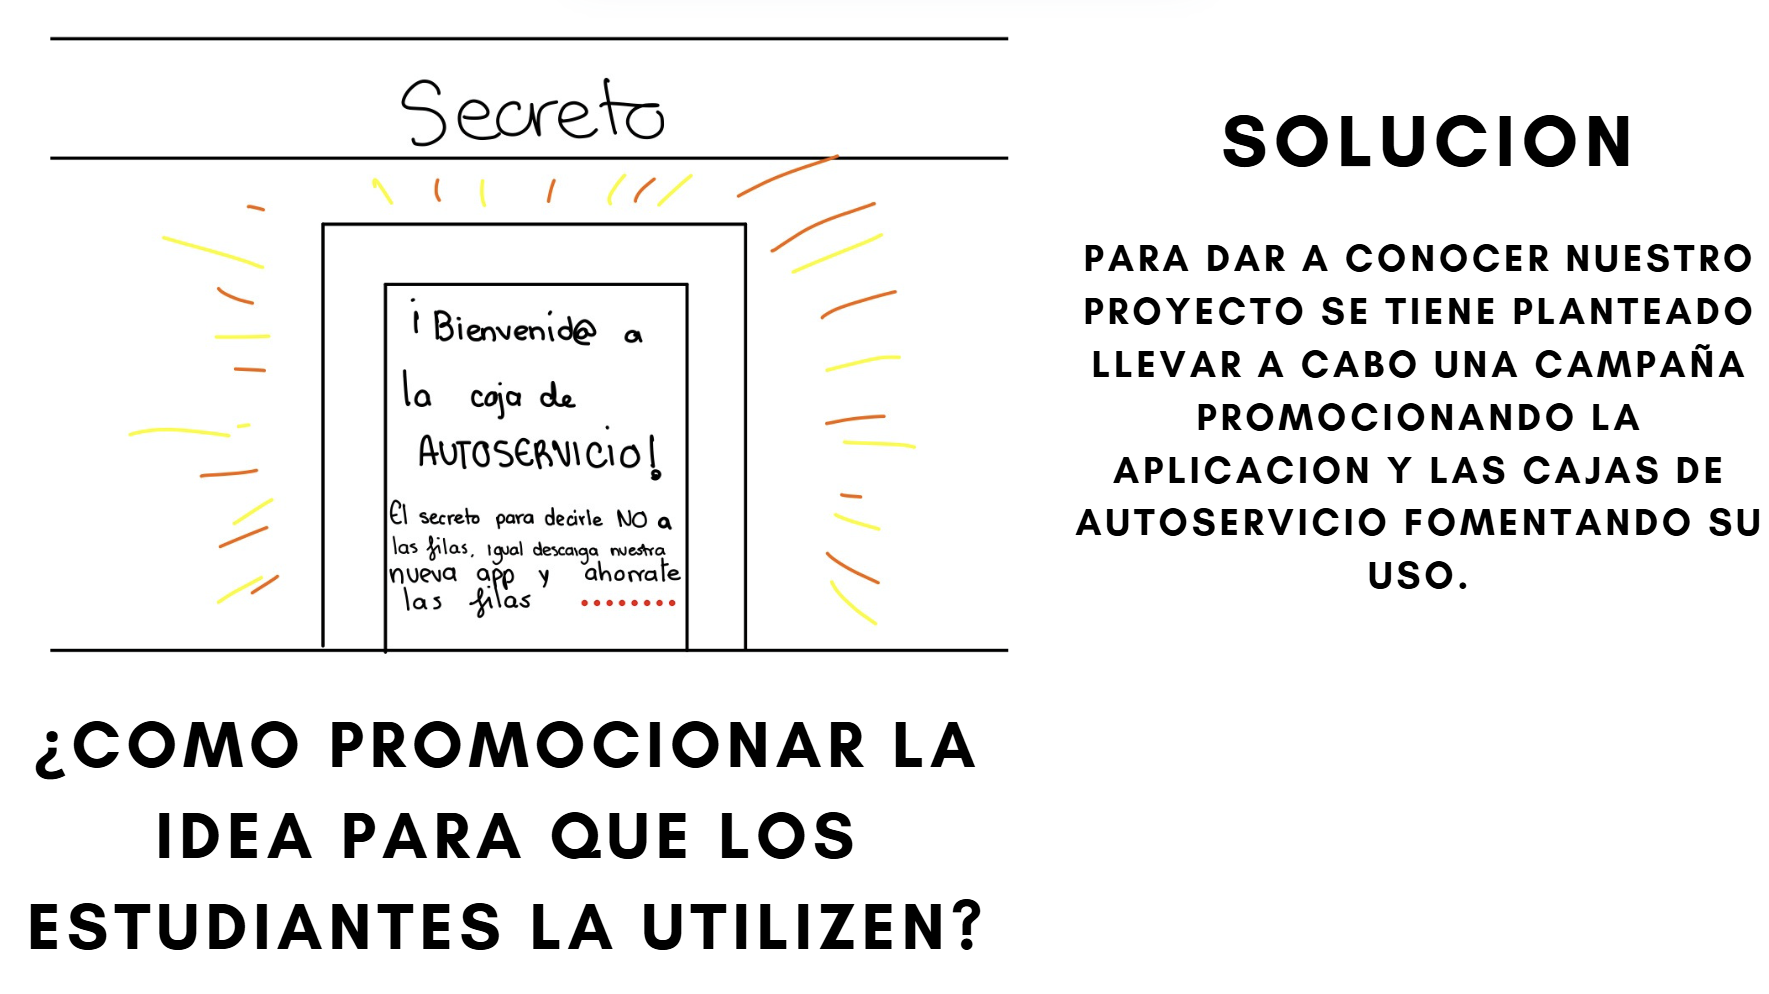 Secreto
¡Bienvenid@ a
la caja de
AUTOSERVICIO!
El secreto para decirle NO a
las filas, igual descarga nuestra
nueva app y ahorrate
las filas ........
¿COMO PROMOCIONAR LA
IDEA PARA QUE LOS
ESTUDIANTES LA UTILIZEN?
SOLUCION
PARA DAR A CONOCER NUESTRO
PROYECTO SE TIENE PLANTEADO
LLEVAR A CABO UNA CAMPAÑA
PROMOCIONANDO LA
APLICACION Y LAS CAJAS DE
AUTOSERVICIO FOMENTANDO SU
USO.